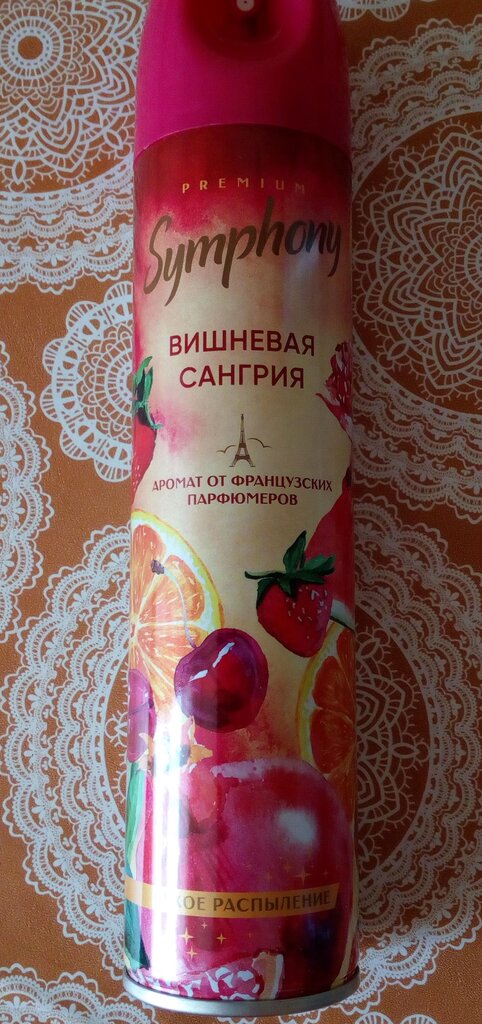 PREMIUM
Symphony
ВИШНЕВАЯ
САНГРИЯ
АРОМАТ ОТ ФРАНЦУЗСКИХ
ПАРФЮМЕРОВ
РАСПЫЛЕНИЕ